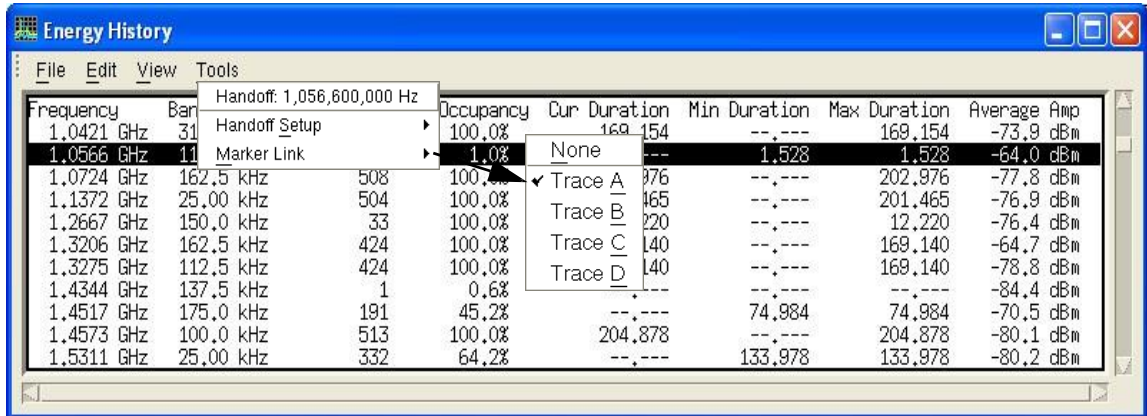 Energy History
File Edit View Tools
Handoff: 1,056,600,000 Hz
Handoff Setup
Marker Link
None
Trace A
Trace B
Trace C
Trace D
Frequency Ban Occupancy Cur Duration Min Duration Max Duration Average Amp
1.0421 GHz 31 100.0% 169.154 --.--- 169.154 -73.9 dBm
1.0566 GHz 11 1.0% --- 1.528 1.528 -64.0 dBm
1.0724 GHz 162.5 kHz 508 100. 976 --.--- 202.976 -77.8 dBm
1.1372 GHz 25.00 kHz 504 100.0% 465 --.--- 201.465 -76.9 dBm
1.2667 GHz 150.0 kHz 33 100.0% 220 --.--- 12.220 -76.4 dBm
1.3206 GHz 162.5 kHz 424 100.0% 140 --.--- 169.140 -64.7 dBm
1.3275 GHz 112.5 kHz 424 100.0% 140 --.--- 169.140 -78.8 dBm
1.4344 GHz 137.5 kHz 1 0.6% .--- --.--- --.--- -84.4 dBm
1.4517 GHz 175.0 kHz 191 45.2% --.--- 74.984 74.984 -70.5 dBm
1.4573 GHz 100.0 kHz 513 100.0% 204.878 --.--- 204.878 -80.1 dBm
1.5311 GHz 25.00 kHz 332 64.2% --.--- 133.978 133.978 -80.2 dBm